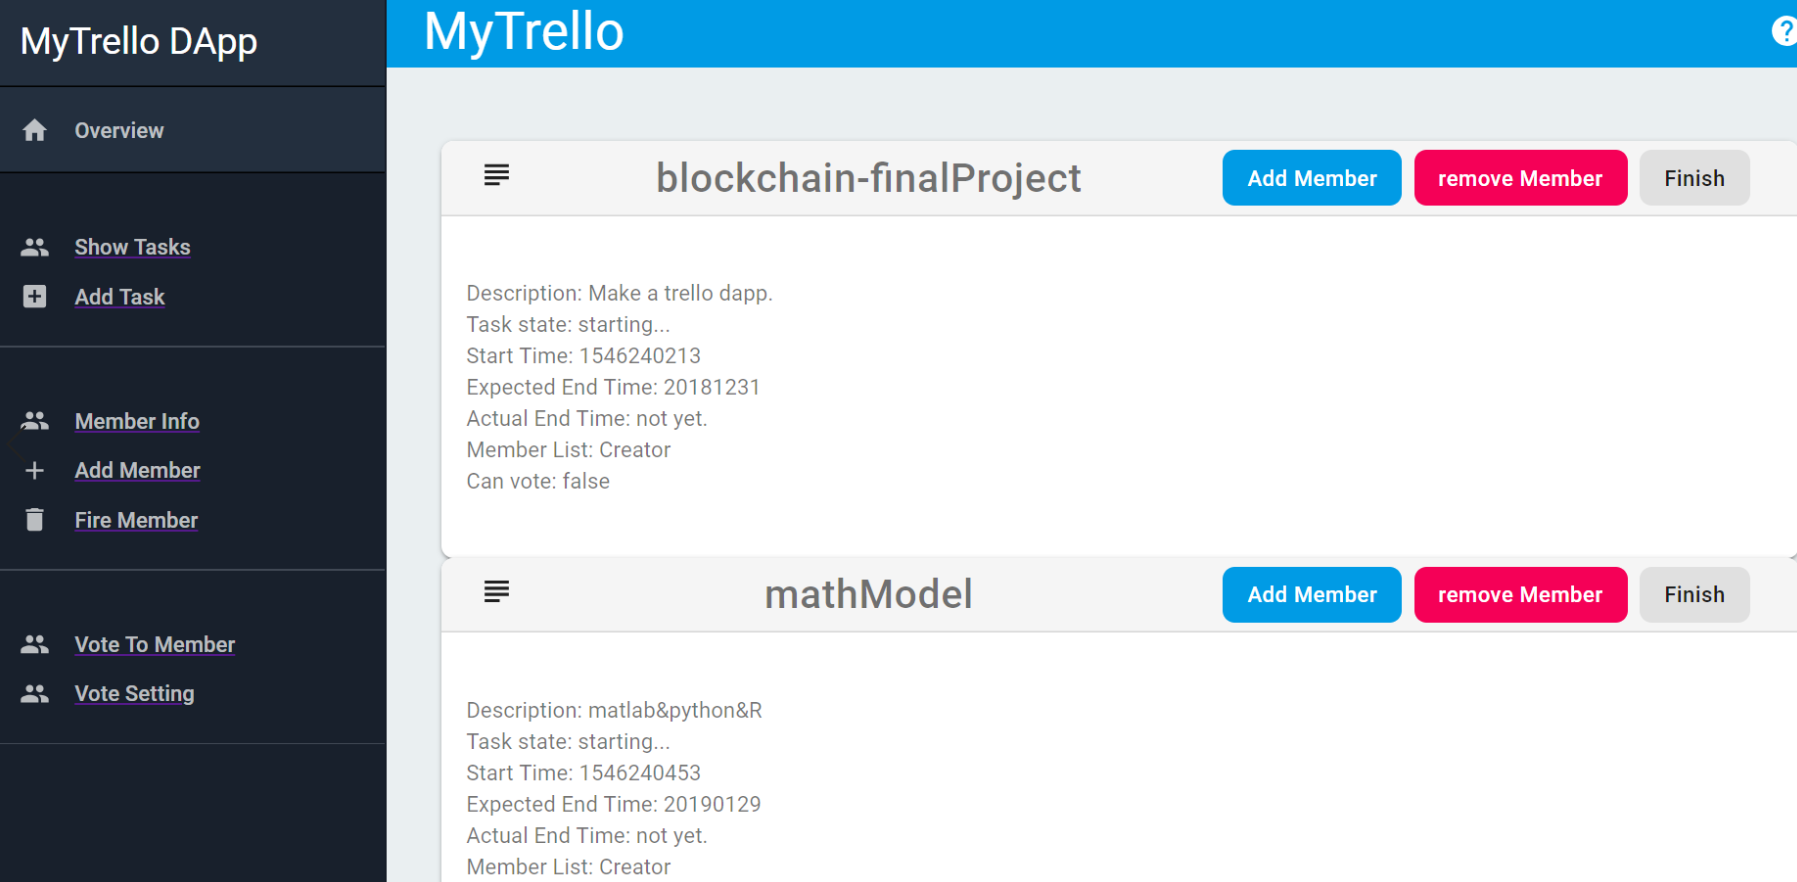 MyTrello DApp
Overview
Show Tasks
Add Task
Member Info
Add Member
Fire Member
Vote To Member
Vote Setting
MyTrello
?
blockchain-finalProject
Add Member
remove Member
Finish
Description: Make a trello dapp.
Task state: starting...
Start Time: 1546240213
Expected End Time: 20181231
Actual End Time: not yet.
Member List: Creator
Can vote: false
mathModel
Add Member
remove Member
Finish
Description: matlab&python&R
Task state: starting...
Start Time: 1546240453
Expected End Time: 20190129
Actual End Time: not yet.
Member List: Creator